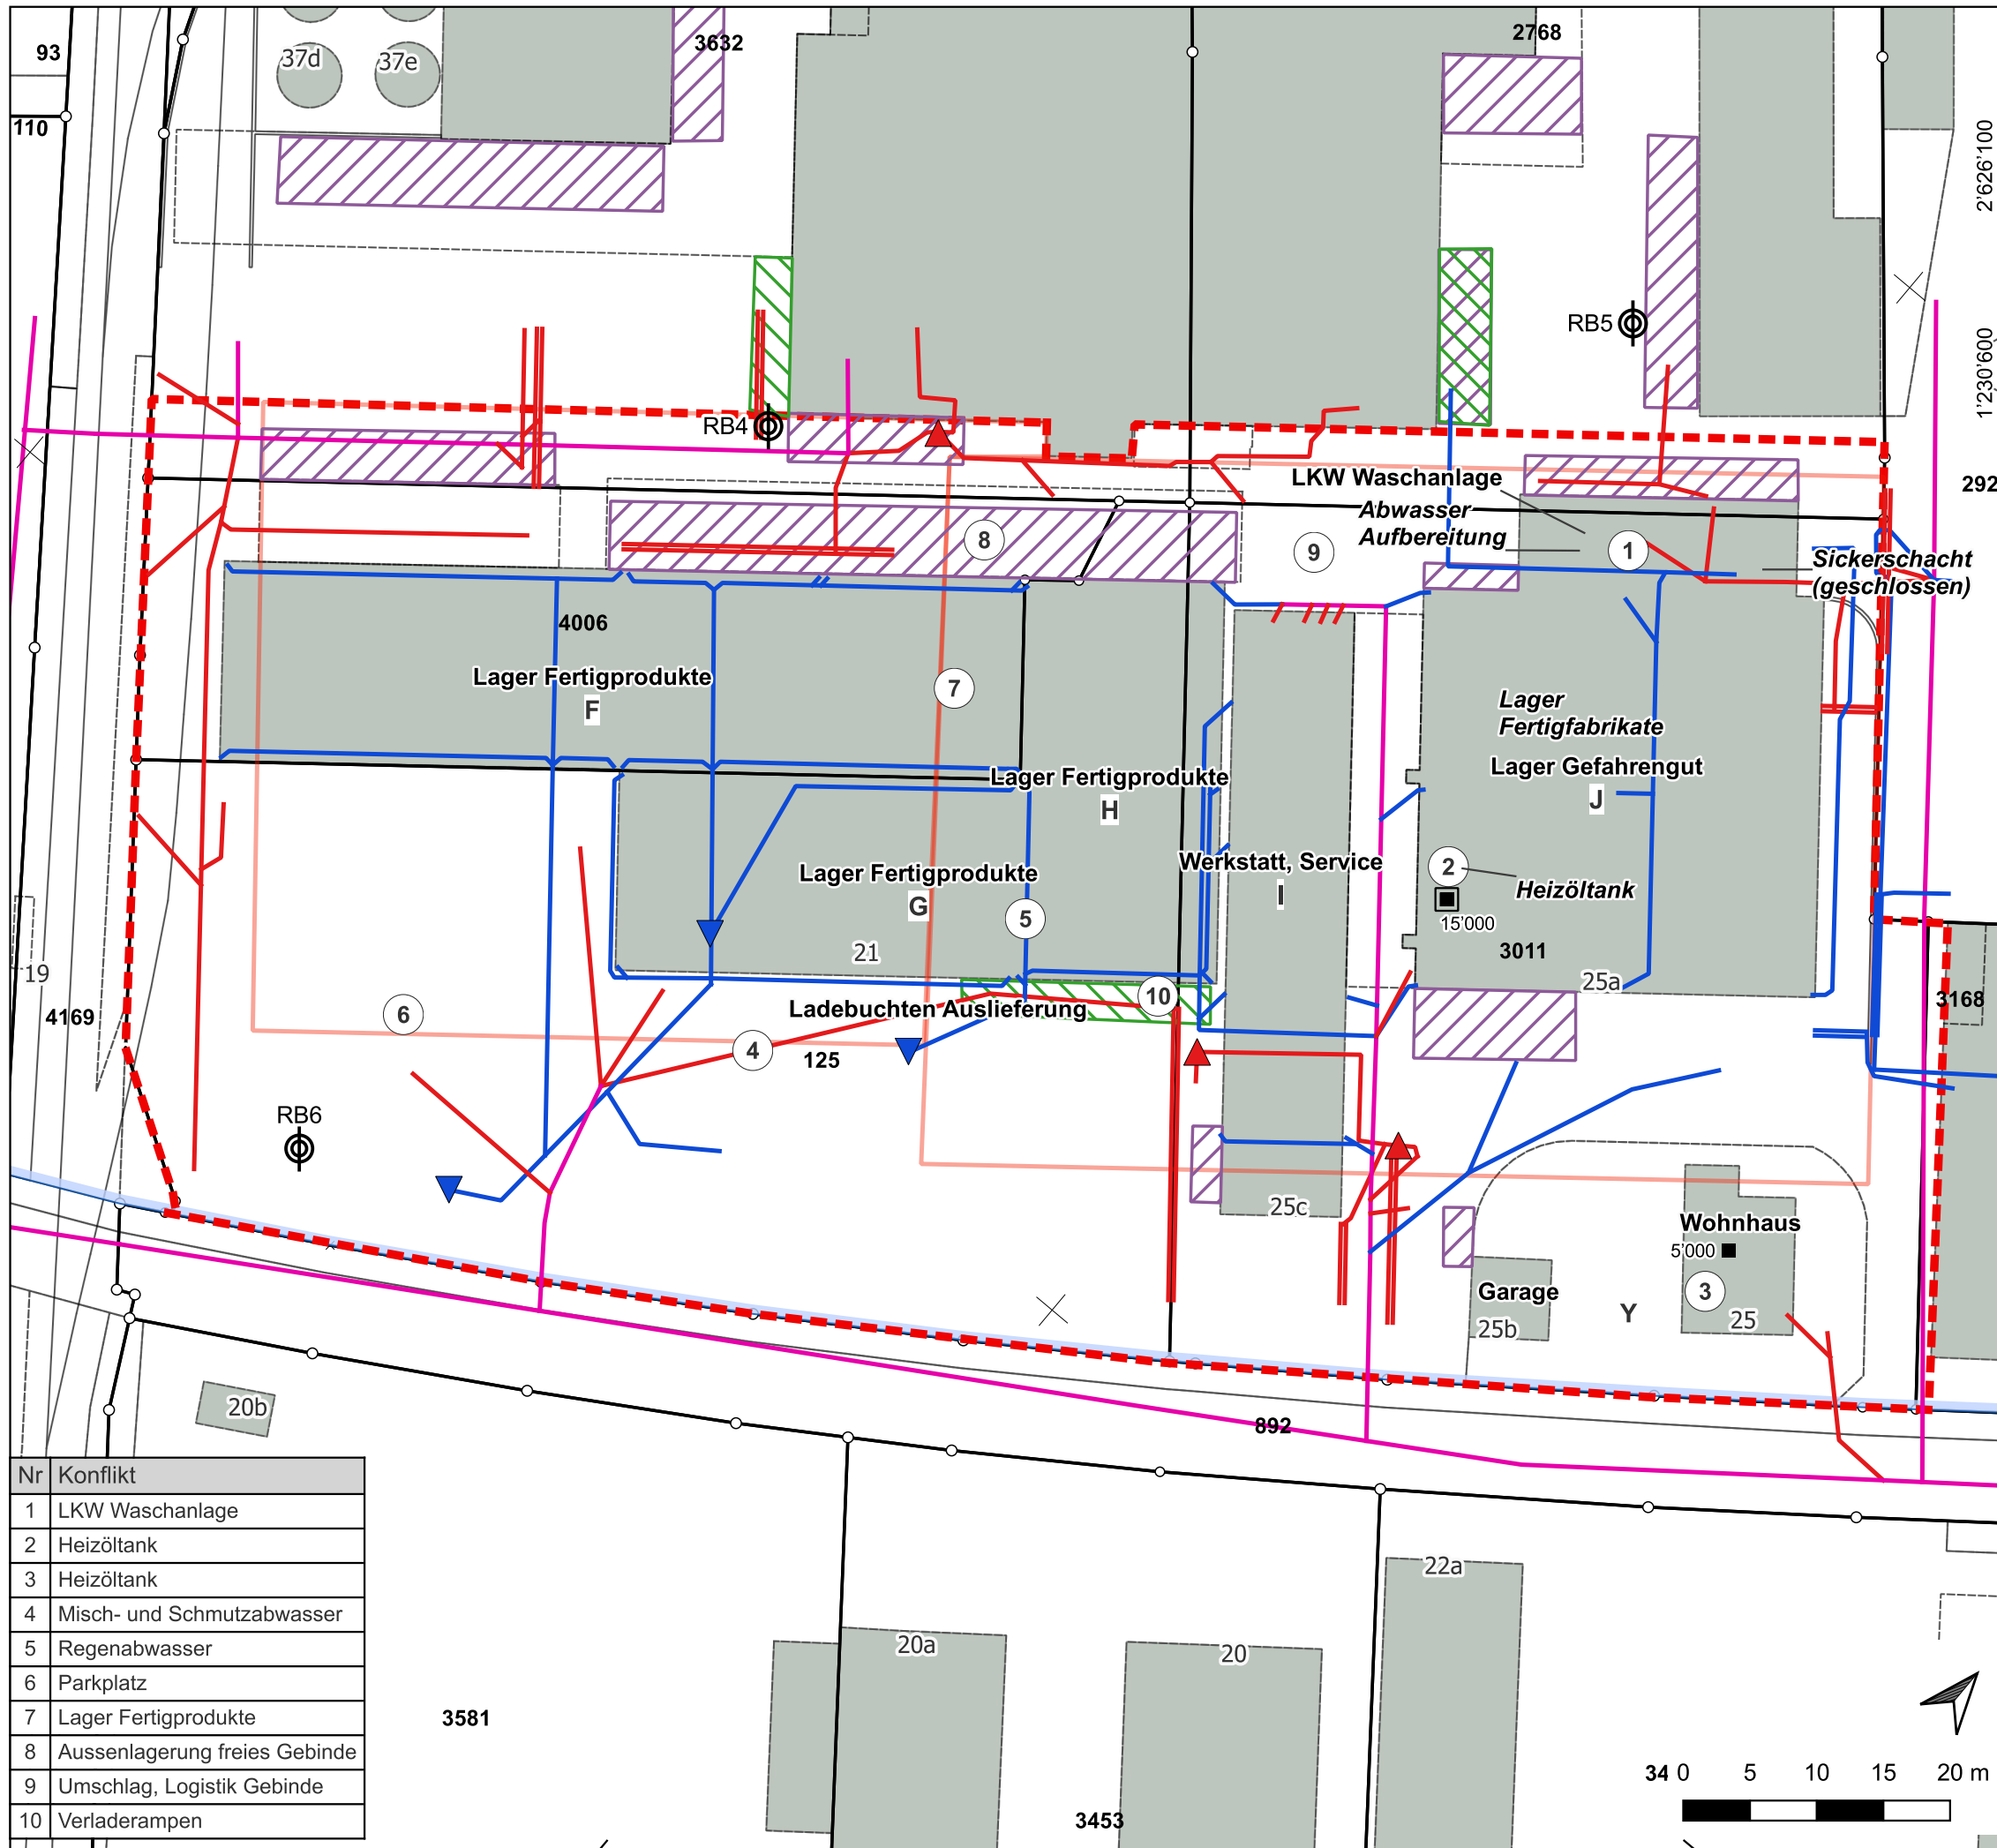 93
37d
37e
3632
2768
110
2'626'100
RB5
1'230'600
RB4
LKW Waschanlage
292
Abwasser
Aufbereitung
8
9
1
Sickerschacht
(geschlossen)
4006
Lager Fertigprodukte
F
7
Lager
Fertigfabrikate
Lager Gefahrengut
J
Lager Fertigprodukte
H
Werkstatt, Service
I
2
Heizöltank
15'000
Lager Fertigprodukte
G
5
21
3011
25a
19
4169
6
10
Ladebuchten Auslieferung
3168
4
125
RB6
25c
Wohnhaus
5'000
3
Garage
Y
25
25b
20b
892
Nr Konflikt
1 LKW Waschanlage
2 Heizöltank
3 Heizöltank
4 Misch- und Schmutzabwasser
5 Regenabwasser
6 Parkplatz
7 Lager Fertigprodukte
8 Aussenlagerung freies Gebinde
9 Umschlag, Logistik Gebinde
10 Verladerampen
22a
20a
20
3581
34
0 5 10 15 20 m
3453